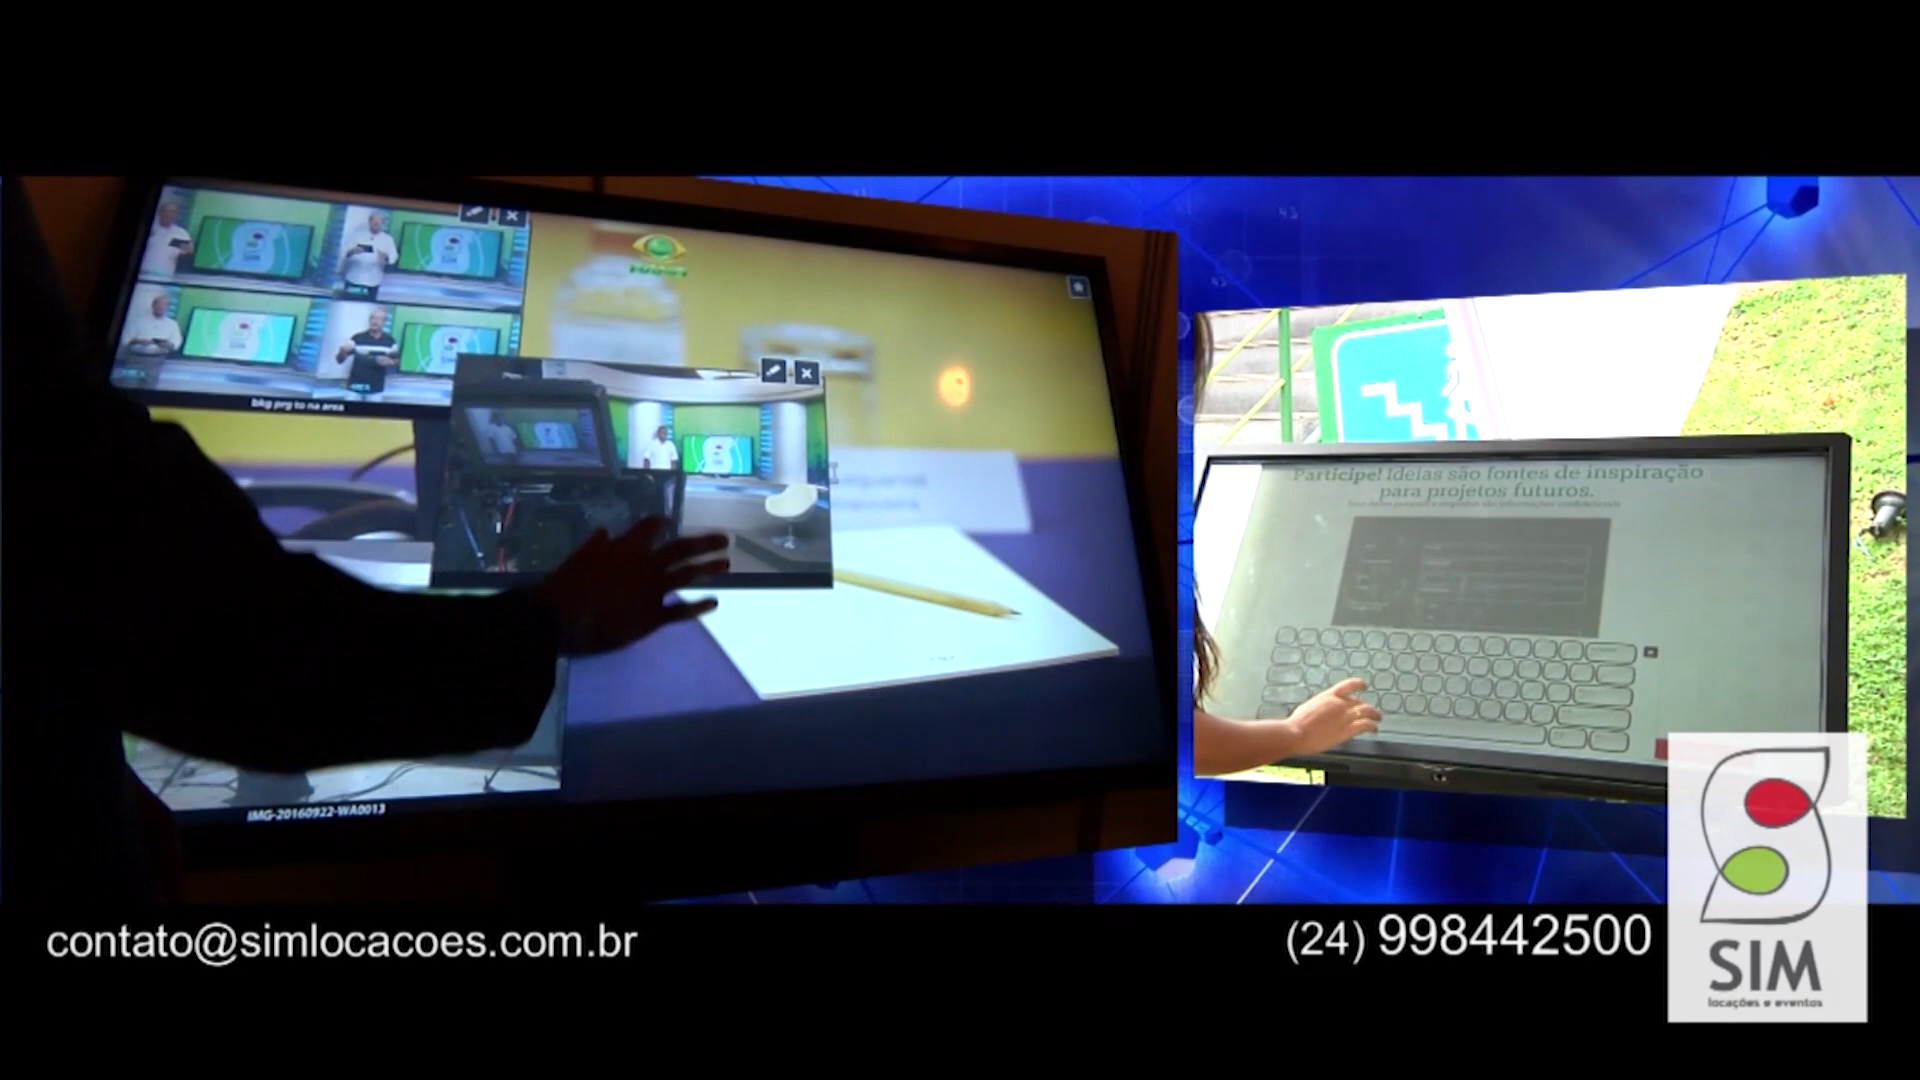 bkg prg to na area
IMG-20160922-WA0013
Participe! Ideias são fontes de inspiração
para projetos futuros.
contato@simlocacoes.com.br
(24) 998442500
SIM
locações e eventos